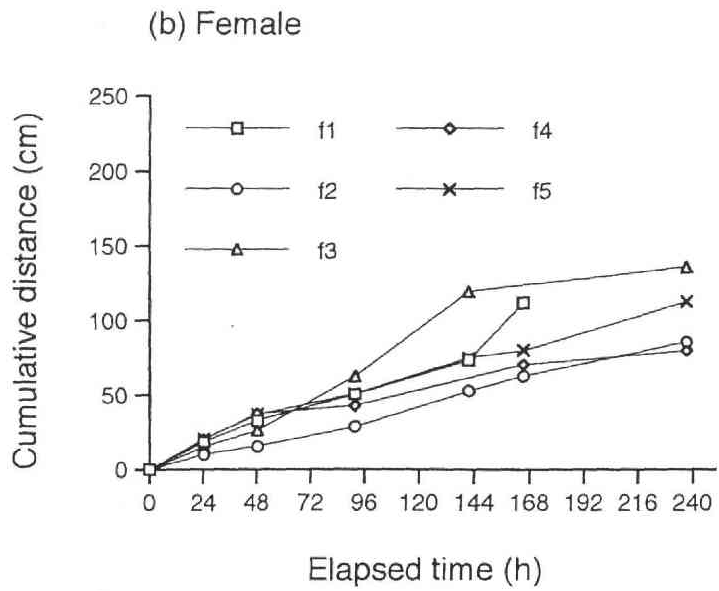 (b) Female
Cumulative distance (cm)
250
200
150
100
50
0
f1 f4
f2 f5
f3
0 24 48 72 96 120 144 168 192 216 240
Elapsed time (h)